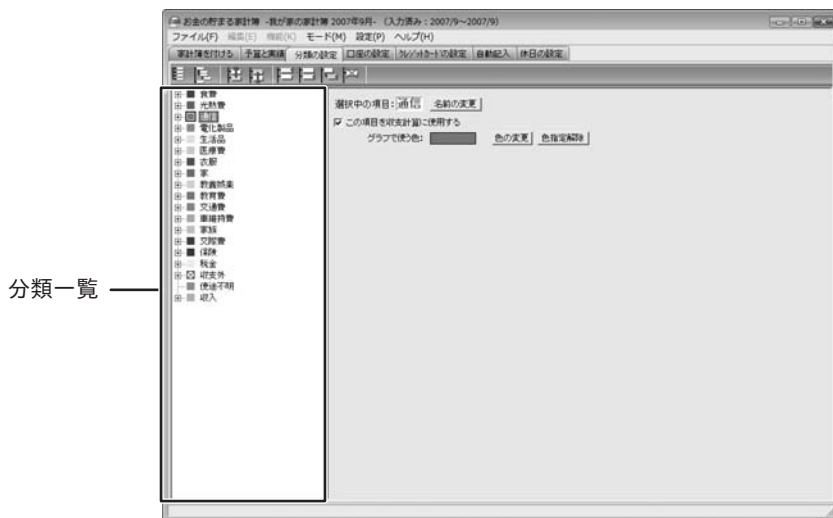 お金の貯まる家計簿 -我が家の家計簿 2007年9月- (入力済み：2007/9～2007/9)
ファイル(F) 編集(E) 機能(K) モード(M) 設定(P) ヘルプ(H)
家計簿を付ける 予算と実績 分類の設定 口座の設定 クレジットカードの設定 自動記入 休日の設定
食費
光熱費
通信
電化製品
生活品
医療費
衣服
家
教養娯楽
教育費
交通費
車維持費
家族
交際費
保険
税金
収支外
使途不明
収入
選択中の項目: 通信 名前の変更
この項目を収支計算に使用する
グラフで使う色: 色の変更 色指定解除
分類一覧